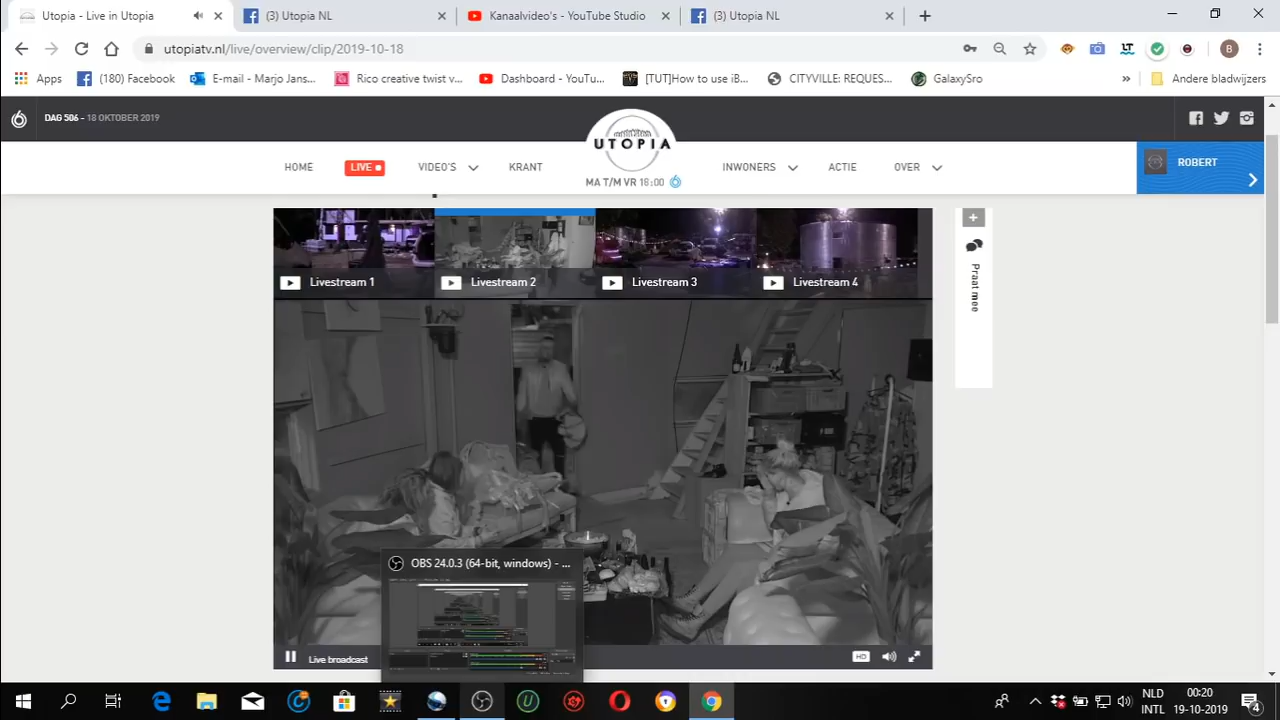 Utopia - Live in Utopia
(3) Utopia NL
Kanaalvideo's - YouTube Studio
(3) Utopia NL
utopiatv.nl/live/overview/clip/2019-10-18
B
Apps
(180) Facebook
E-mail - Marjo Jans...
Rico creative twist v...
Dashboard - YouTu...
[TUT]How to use iB...
CITYVILLE: REQUES...
GalaxySro
»
Andere bladwijzers
DAG 506 - 18 OKTOBER 2019
UTOPIA
HOME
LIVE
VIDEO'S
KRANT
MA T/M VR 18:00
INWONERS
ACTIE
OVER
ROBERT
Livestream 1
Livestream 2
Livestream 3
Livestream 4
Praat mee
OBS 24.0.3 (64-bit, windows) - ...
Live broadcast
HD
NLD
INTL
00:20
19-10-2019
4